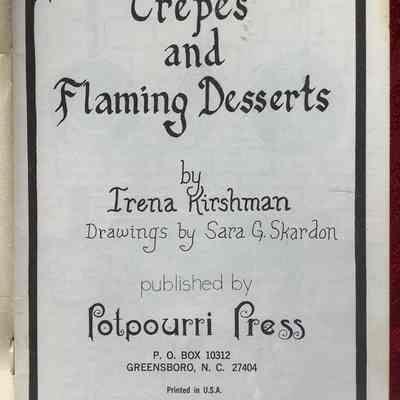 Crêpes
and
Flaming Desserts
by
Irena Kirshman
Drawings by Sara G. Skardon
published by
Potpourri Press
P. O. BOX 10312
GREENSBORO, N. C. 27404
Printed in U.S.A.